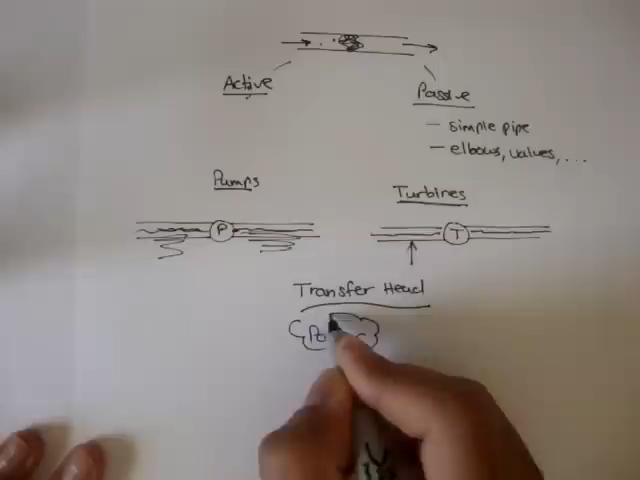 Active
Passive
- simple pipe
- elbows, valves, ...
Pumps
Turbines
P
T
Transfer Head